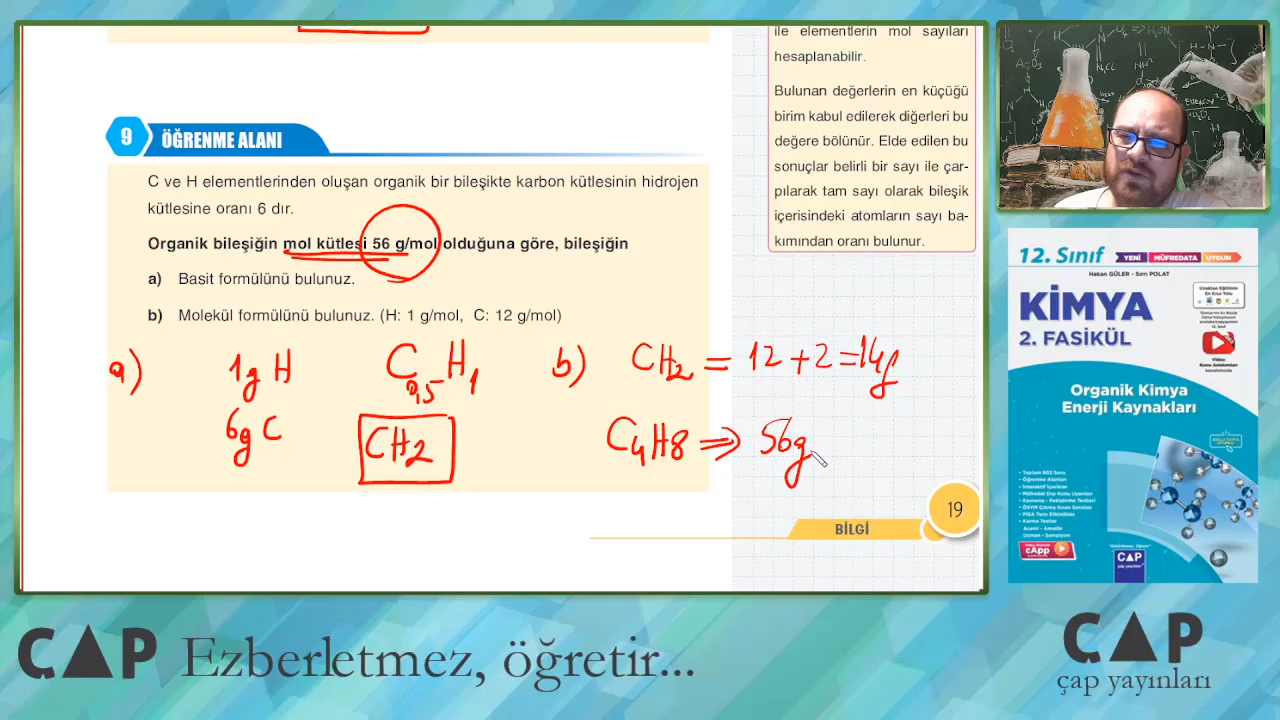 ile elementlerin mol sayıları
hesaplanabilir.
Bulunan değerlerin en küçüğü
birim kabul edilerek diğerleri bu
değere bölünür. Elde edilen bu
sonuçlar belirli bir sayı ile çar-
pılarak tam sayı olarak bileşik
içerisindeki atomların sayı ba-
kımından oranı bulunur.
9 ÖĞRENME ALANI
C ve H elementlerinden oluşan organik bir bileşikte karbon kütlesinin hidrojen
kütlesine oranı 6 dır.
Organik bileşiğin mol kütlesi 56 g/mol olduğuna göre, bileşiğin
a) Basit formülünü bulunuz.
b) Molekül formülünü bulunuz. (H: 1 g/mol, C: 12 g/mol)
a) 1g H
6g C
C0,5H1
CH2
b) CH2 = 12 + 2 = 14g
C4H8 ⇒ 56g
19
BİLGİ
12. Sınıf YENİ MÜFREDATA UYGUN
Hakan GÜLER - Sırrı POLAT
KİMYA
2. FASİKÜL
Organik Kimya
Enerji Kaynakları
ÇAP
çap yayınları
ÇAP Ezberletmez, öğretir...
ÇAP
çap yayınları